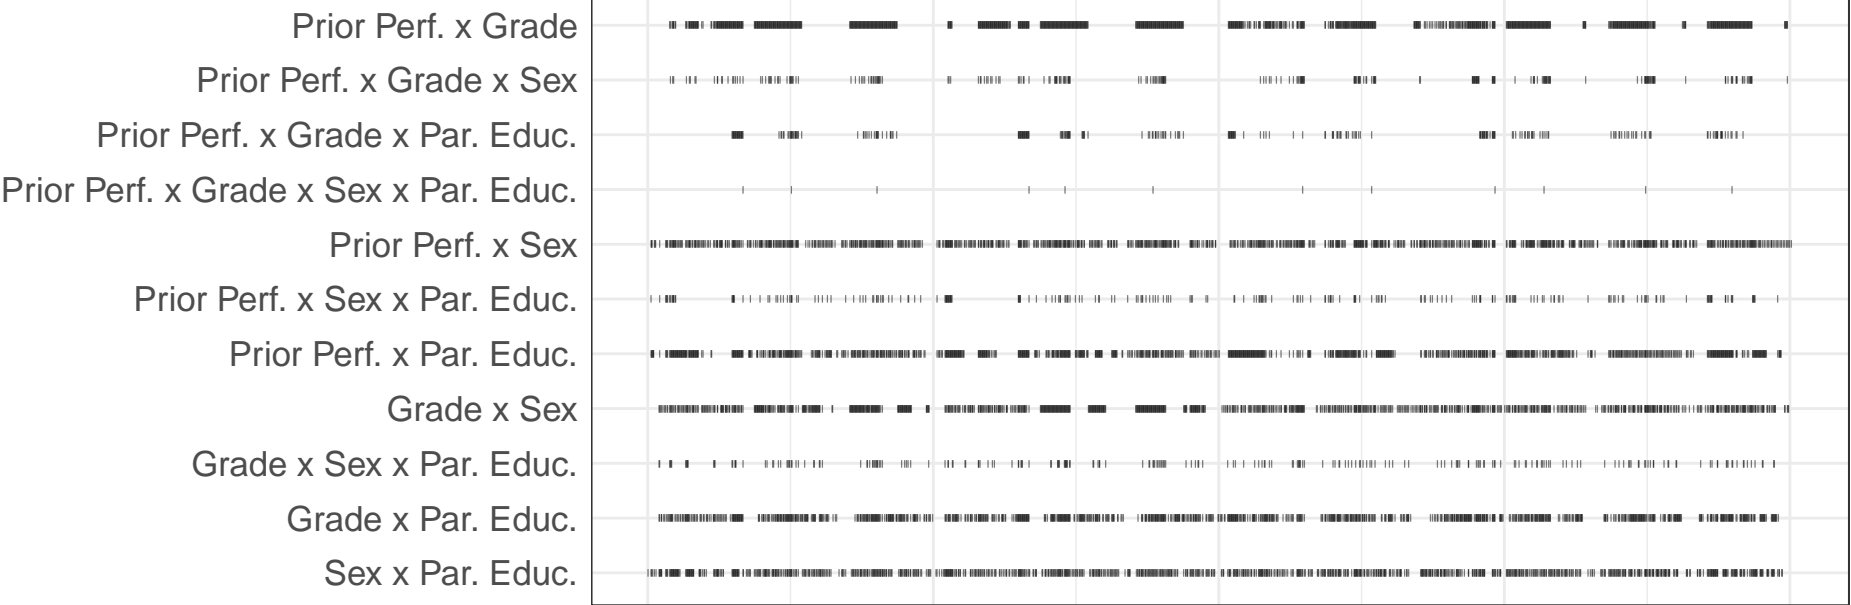 Prior Perf. x Grade
Prior Perf. x Grade x Sex
Prior Perf. x Grade x Par. Educ.
Prior Perf. x Grade x Sex x Par. Educ.
Prior Perf. x Sex
Prior Perf. x Sex x Par. Educ.
Prior Perf. x Par. Educ.
Grade x Sex
Grade x Sex x Par. Educ.
Grade x Par. Educ.
Sex x Par. Educ.